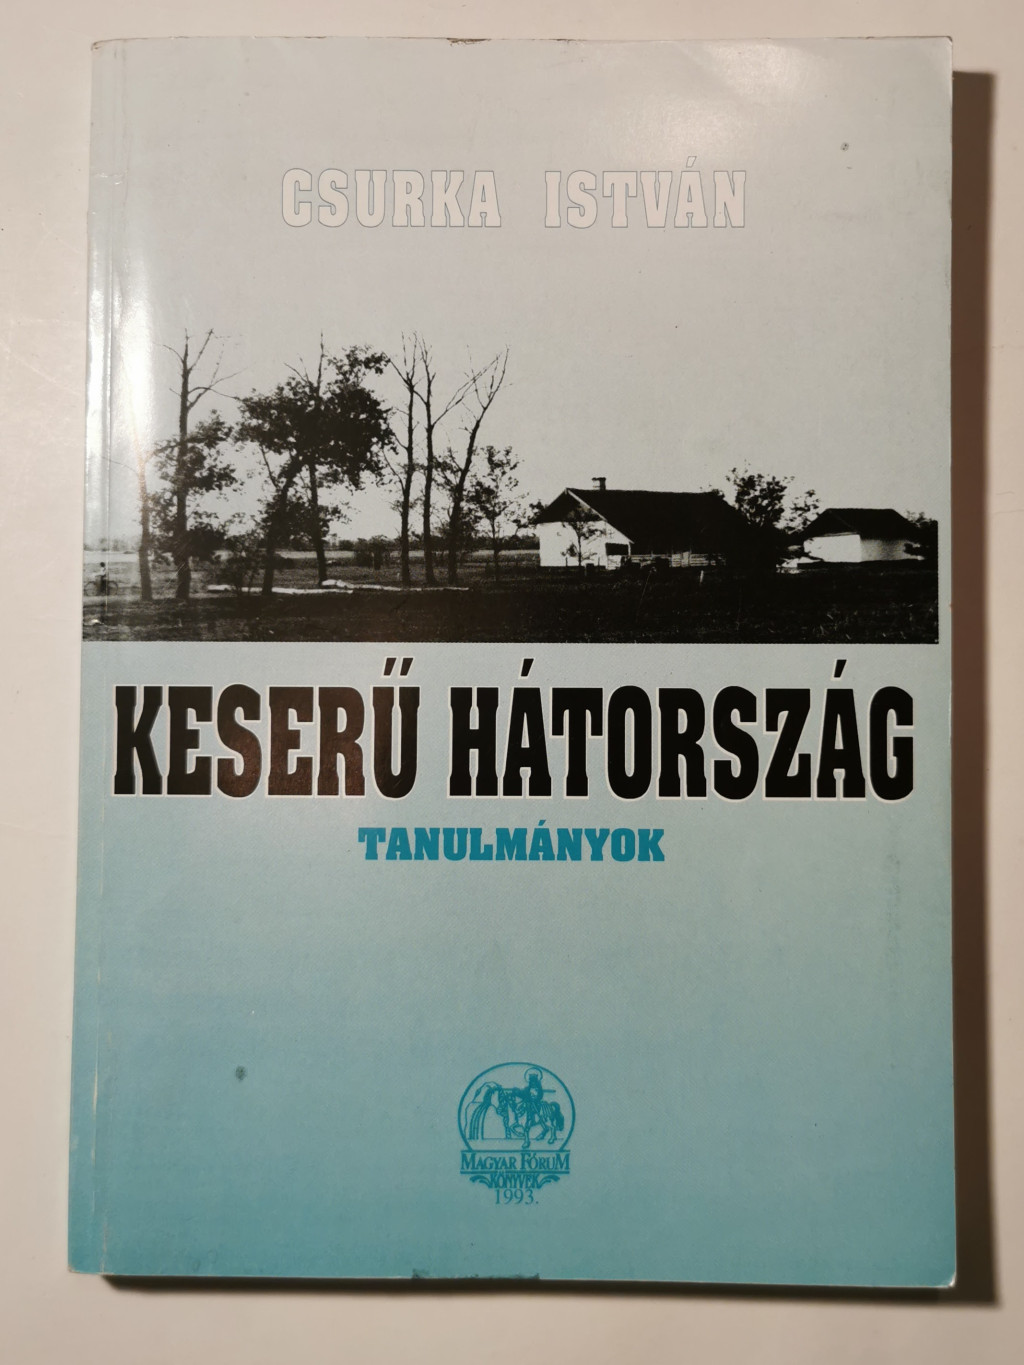 CSURKA ISTVÁN
KESERŰ HÁTORSZÁG
TANULMÁNYOK
MAGYAR FÓRUM
KÖNYVEK
1993.